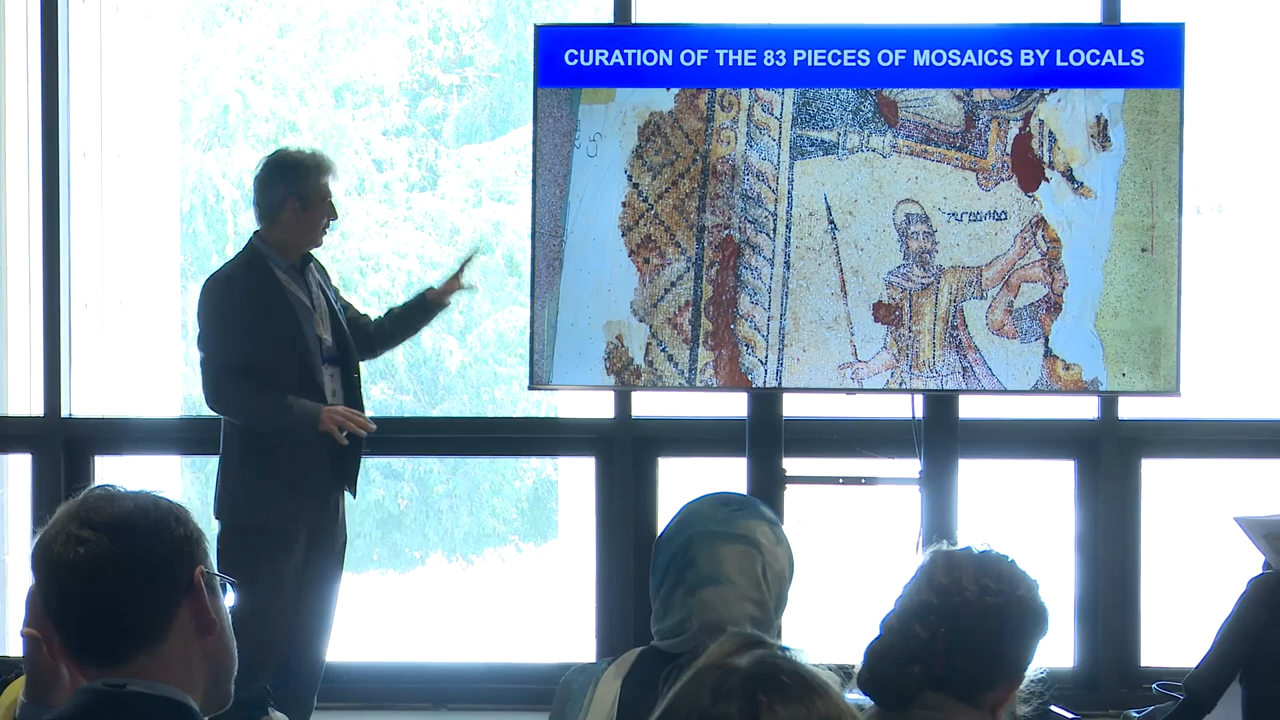 CURATION OF THE 83 PIECES OF MOSAICS BY LOCALS